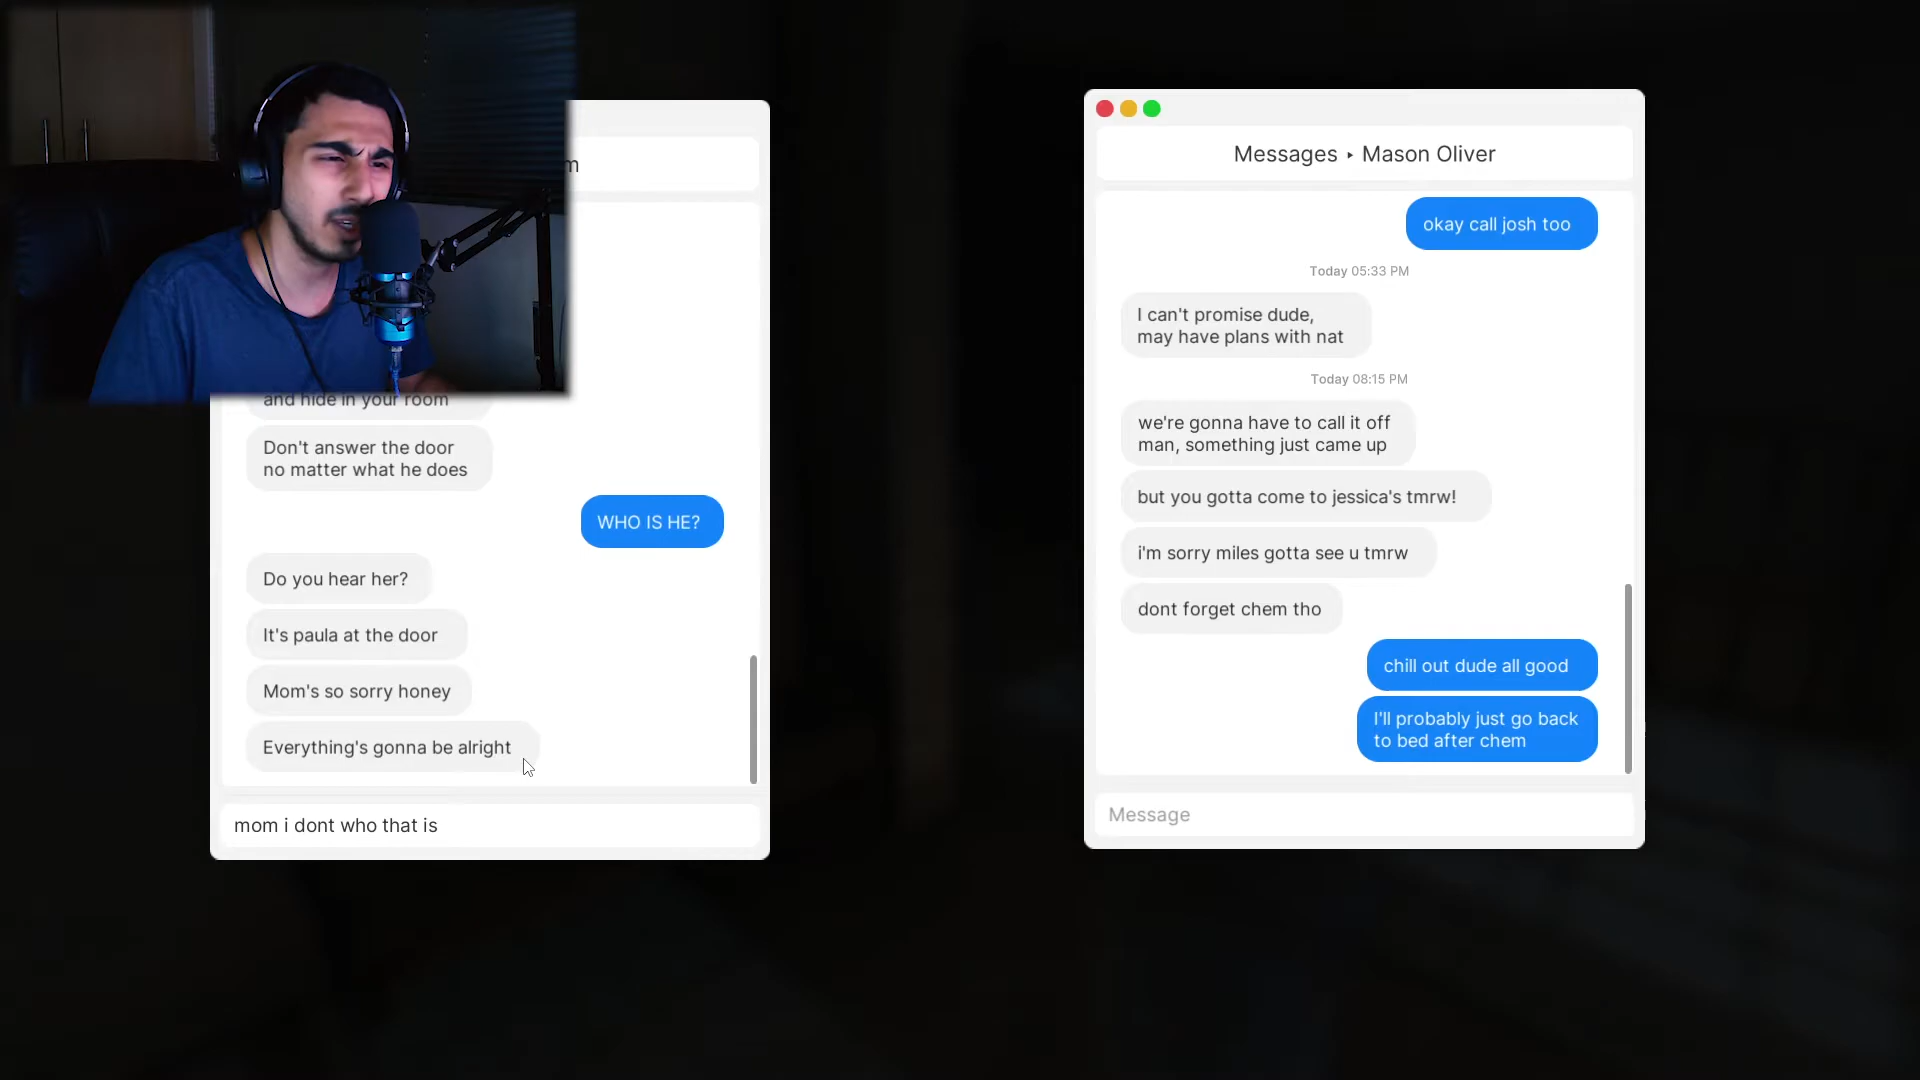 and hide in your room
Don't answer the door
no matter what he does
WHO IS HE?
Do you hear her?
It's paula at the door
Mom's so sorry honey
Everything's gonna be alright
mom i dont who that is
Messages ▸ Mason Oliver
okay call josh too
Today 05:33 PM
I can't promise dude,
may have plans with nat
Today 08:15 PM
we're gonna have to call it off
man, something just came up
but you gotta come to jessica's tmrw!
i'm sorry miles gotta see u tmrw
dont forget chem tho
chill out dude all good
I'll probably just go back
to bed after chem
Message